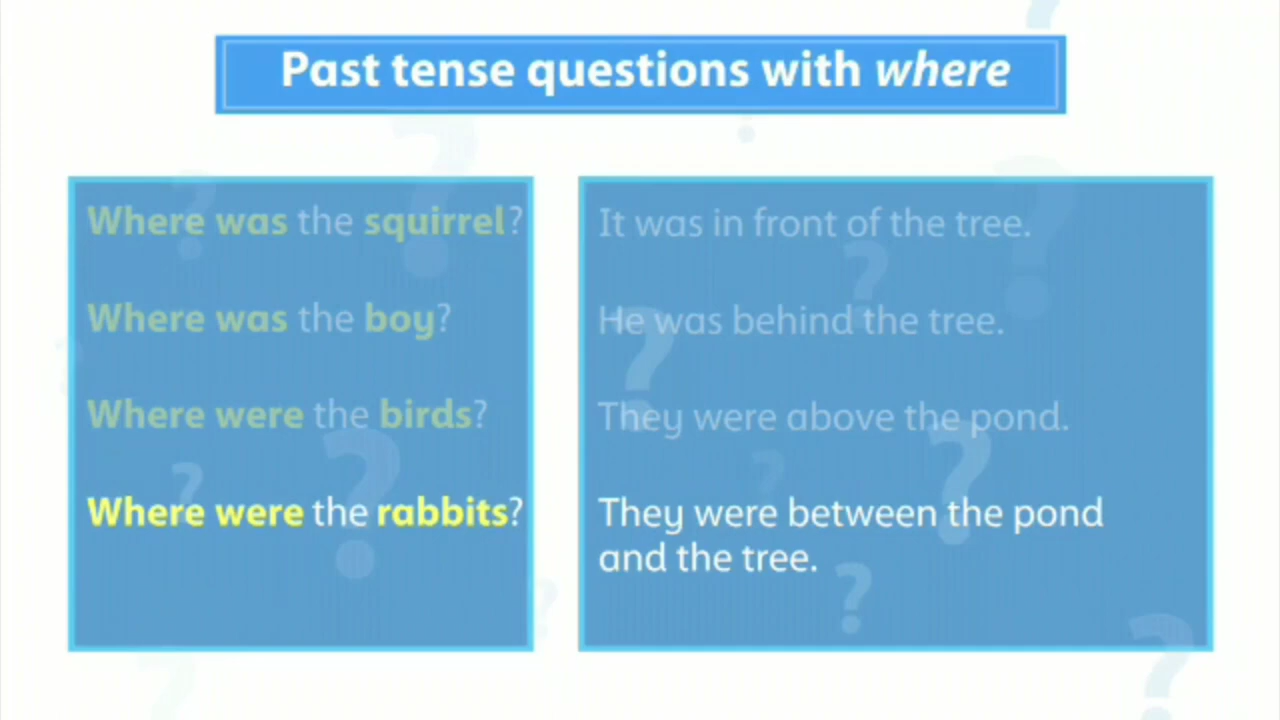 Past tense questions with where
Where was the squirrel?
It was in front of the tree.
Where was the boy?
He was behind the tree.
Where were the birds?
They were above the pond.
Where were the rabbits?
They were between the pond
and the tree.